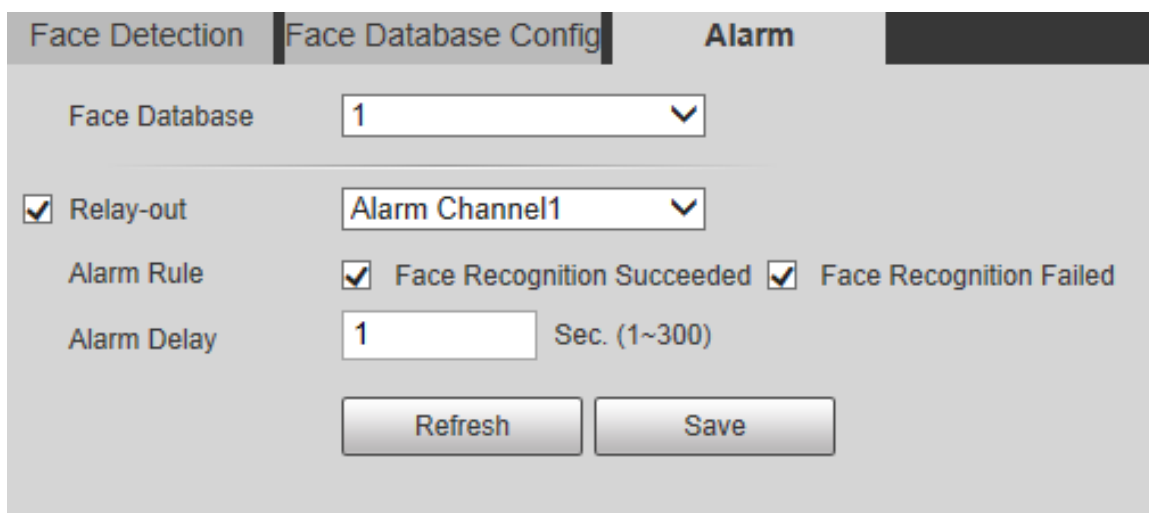 Face Detection Face Database Config Alarm
Face Database 1
Relay-out Alarm Channel1
Alarm Rule Face Recognition Succeeded Face Recognition Failed
Alarm Delay 1 Sec. (1~300)
Refresh Save